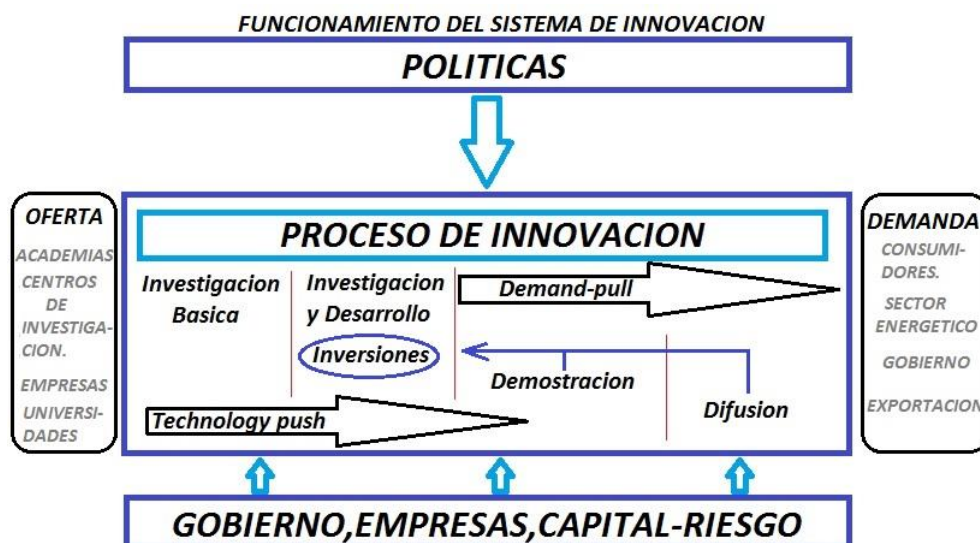 FUNCIONAMIENTO DEL SISTEMA DE INNOVACION
POLITICAS
OFERTA
ACADEMIAS
CENTROS
DE
INVESTIGA-
CION.
EMPRESAS
UNIVERSI-
DADES
PROCESO DE INNOVACION
Investigacion
Basica
Investigacion
y Desarrollo
Inversiones
Demand-pull
Demostracion
Difusion
Technology push
DEMANDA
CONSUMI-
DORES.
SECTOR
ENERGETICO
GOBIERNO
EXPORTACION
GOBIERNO,EMPRESAS,CAPITAL-RIESGO